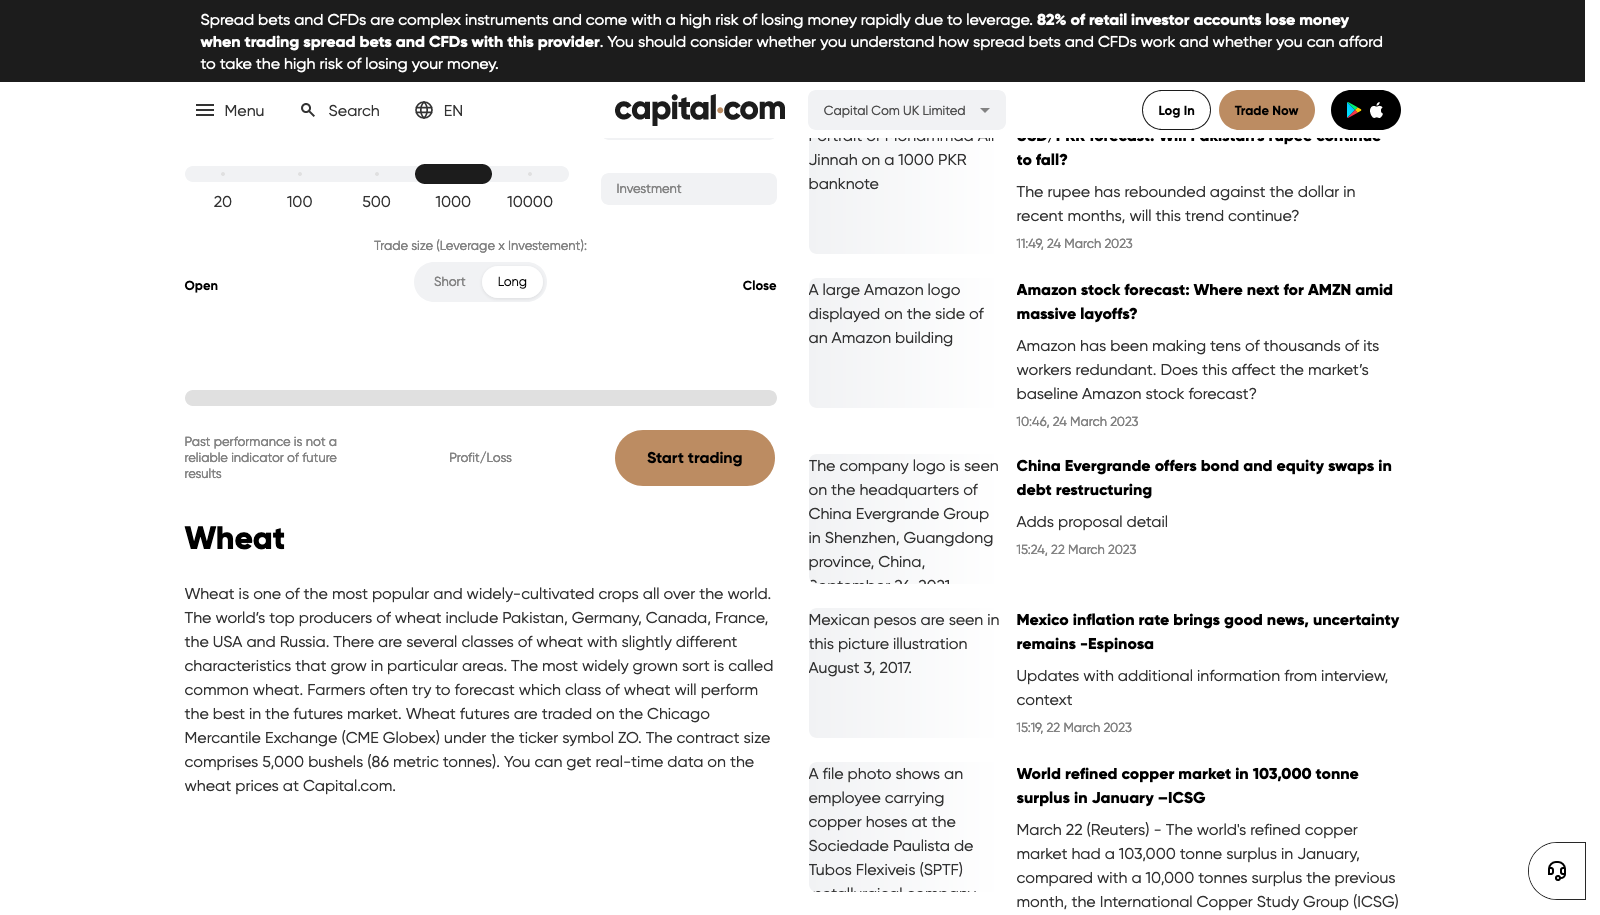 Spread bets and CFDs are complex instruments and come with a high risk of losing money rapidly due to leverage. 82% of retail investor accounts lose money
when trading spread bets and CFDs with this provider. You should consider whether you understand how spread bets and CFDs work and whether you can afford
to take the high risk of losing your money.
Menu
Search
EN
capital.com
Capital Com UK Limited
Log In
Trade Now
20
100
500
1000
10000
Investment
Trade size (Leverage x Investement):
Open
Short
Long
Close
Past performance is not a
reliable indicator of future
results
Profit/Loss
Start trading
Wheat
Wheat is one of the most popular and widely-cultivated crops all over the world.
The world’s top producers of wheat include Pakistan, Germany, Canada, France,
the USA and Russia. There are several classes of wheat with slightly different
characteristics that grow in particular areas. The most widely grown sort is called
common wheat. Farmers often try to forecast which class of wheat will perform
the best in the futures market. Wheat futures are traded on the Chicago
Mercantile Exchange (CME Globex) under the ticker symbol ZO. The contract size
comprises 5,000 bushels (86 metric tonnes). You can get real-time data on the
wheat prices at Capital.com.
Portrait of Mohammad Ali
Jinnah on a 1000 PKR
banknote
USD/PKR forecast: Will Pakistan's rupee continue
to fall?
The rupee has rebounded against the dollar in
recent months, will this trend continue?
11:49, 24 March 2023
A large Amazon logo
displayed on the side of
an Amazon building
Amazon stock forecast: Where next for AMZN amid
massive layoffs?
Amazon has been making tens of thousands of its
workers redundant. Does this affect the market’s
baseline Amazon stock forecast?
10:46, 24 March 2023
The company logo is seen
on the headquarters of
China Evergrande Group
in Shenzhen, Guangdong
province, China,
September 26, 2021
China Evergrande offers bond and equity swaps in
debt restructuring
Adds proposal detail
15:24, 22 March 2023
Mexican pesos are seen in
this picture illustration
August 3, 2017.
Mexico inflation rate brings good news, uncertainty
remains -Espinosa
Updates with additional information from interview,
context
15:19, 22 March 2023
A file photo shows an
employee carrying
copper hoses at the
Sociedade Paulista de
Tubos Flexiveis (SPTF)
metallurgical company
World refined copper market in 103,000 tonne
surplus in January –ICSG
March 22 (Reuters) - The world's refined copper
market had a 103,000 tonne surplus in January,
compared with a 10,000 tonnes surplus the previous
month, the International Copper Study Group (ICSG)